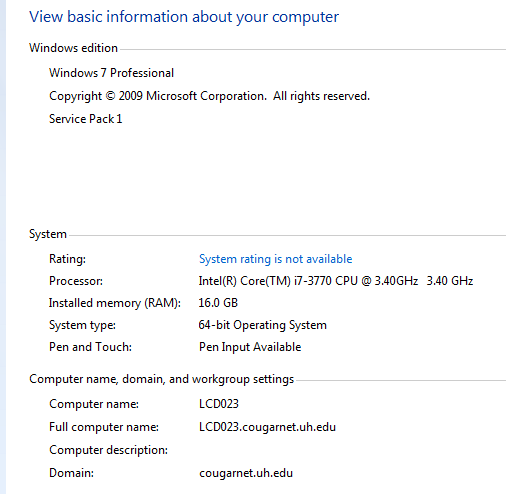 View basic information about your computer
Windows edition
Windows 7 Professional
Copyright © 2009 Microsoft Corporation.  All rights reserved.
Service Pack 1
System
Rating: System rating is not available
Processor: Intel(R) Core(TM) i7-3770 CPU @ 3.40GHz  3.40 GHz
Installed memory (RAM): 16.0 GB
System type: 64-bit Operating System
Pen and Touch: Pen Input Available
Computer name, domain, and workgroup settings
Computer name: LCD023
Full computer name: LCD023.cougarnet.uh.edu
Computer description:
Domain: cougarnet.uh.edu